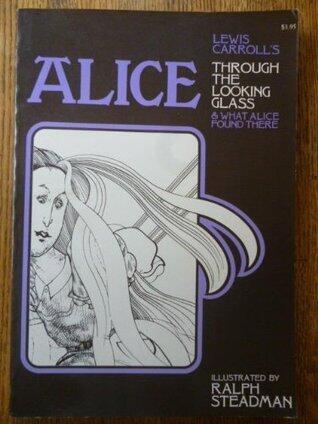 $3.95
LEWIS
CARROLL'S
ALICE
THROUGH
THE
LOOKING
GLASS
& WHAT ALICE
FOUND THERE
ILLUSTRATED BY
RALPH
STEADMAN